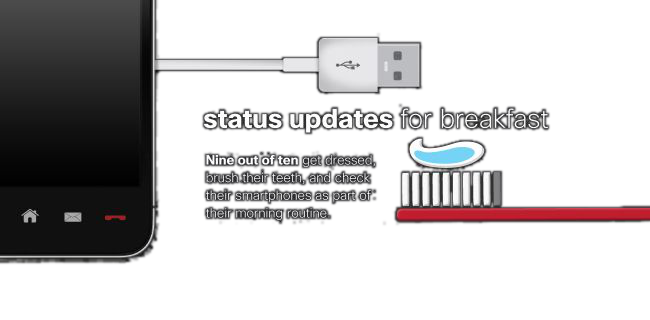 status updates for breakfast
Nine out of ten get dressed,
brush their teeth, and check
their smartphones as part of
their morning routine.